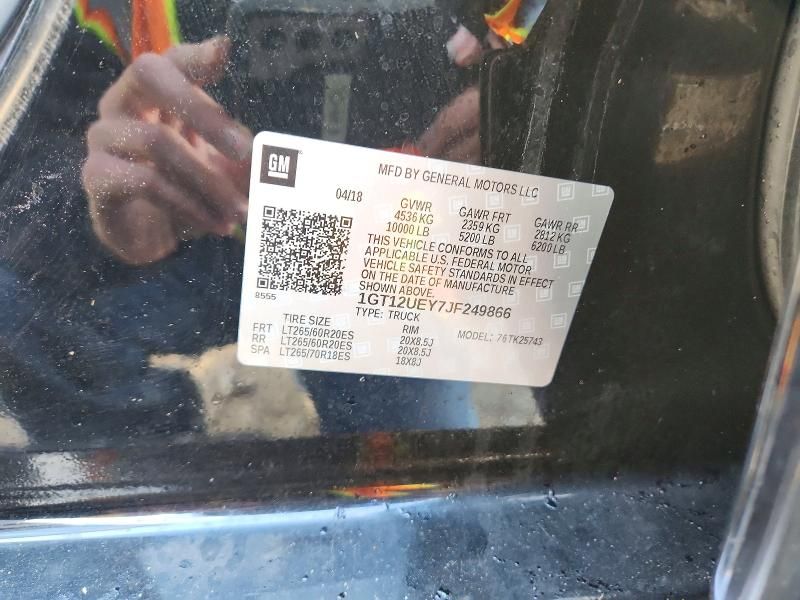 GM
MFD BY GENERAL MOTORS LLC
04/18
GVWR GAWR FRT GAWR RR
4536 KG 2359 KG 2812 KG
10000 LB 5200 LB 6200 LB
THIS VEHICLE CONFORMS TO ALL
APPLICABLE U.S. FEDERAL MOTOR
VEHICLE SAFETY STANDARDS IN EFFECT
ON THE DATE OF MANUFACTURE
SHOWN ABOVE.
8555
1GT12UEY7JF249866
TYPE: TRUCK
MODEL: 76TK25743
TIRE SIZE RIM
FRT LT265/60R20ES 20X8.5J
RR LT265/60R20ES 20X8.5J
SPA LT265/70R18ES 18X8J